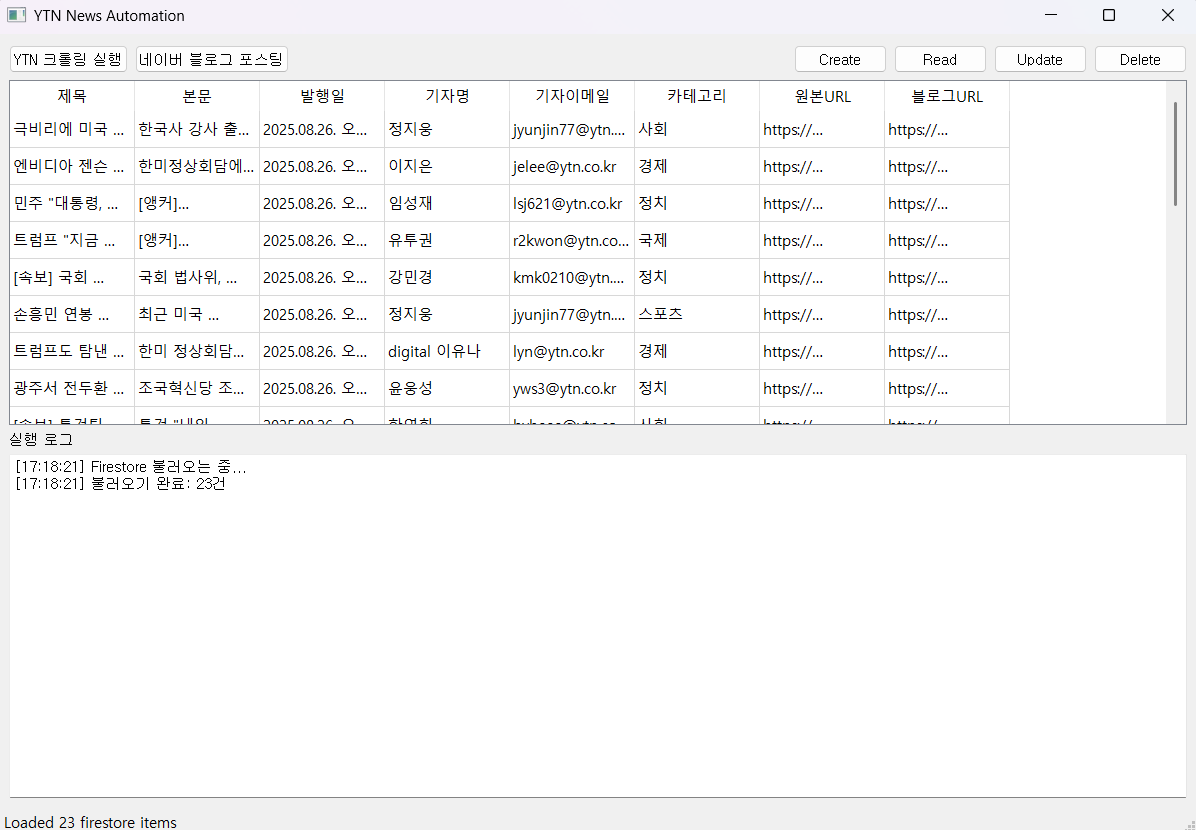 YTN News Automation
YTN 크롤링 실행 네이버 블로그 포스팅 Create Read Update Delete
제목 본문 발행일 기자명 기자이메일 카테고리 원본URL 블로그URL
극비리에 미국 ... 한국사 강사 출... 2025.08.26. 오... 정지웅 jyunjin77@ytn.... 사회 https://... https://...
엔비디아 젠슨 ... 한미정상회담에... 2025.08.26. 오... 이지은 jelee@ytn.co.kr 경제 https://... https://...
민주 "대통령, ... [앵커]... 2025.08.26. 오... 임성재 lsj621@ytn.co.kr 정치 https://... https://...
트럼프 "지금 ... [앵커]... 2025.08.26. 오... 유투권 r2kwon@ytn.co... 국제 https://... https://...
[속보] 국회 ... 국회 법사위, ... 2025.08.26. 오... 강민경 kmk0210@ytn.... 정치 https://... https://...
손흥민 연봉 ... 최근 미국 ... 2025.08.26. 오... 정지웅 jyunjin77@ytn.... 스포츠 https://... https://...
트럼프도 탐낸 ... 한미 정상회담... 2025.08.26. 오... digital 이유나 lyn@ytn.co.kr 경제 https://... https://...
광주서 전두환 ... 조국혁신당 조... 2025.08.26. 오... 윤웅성 yws3@ytn.co.kr 정치 https://... https://...
실행 로그
[17:18:21] Firestore 불러오는 중...
[17:18:21] 불러오기 완료: 23건
Loaded 23 firestore items